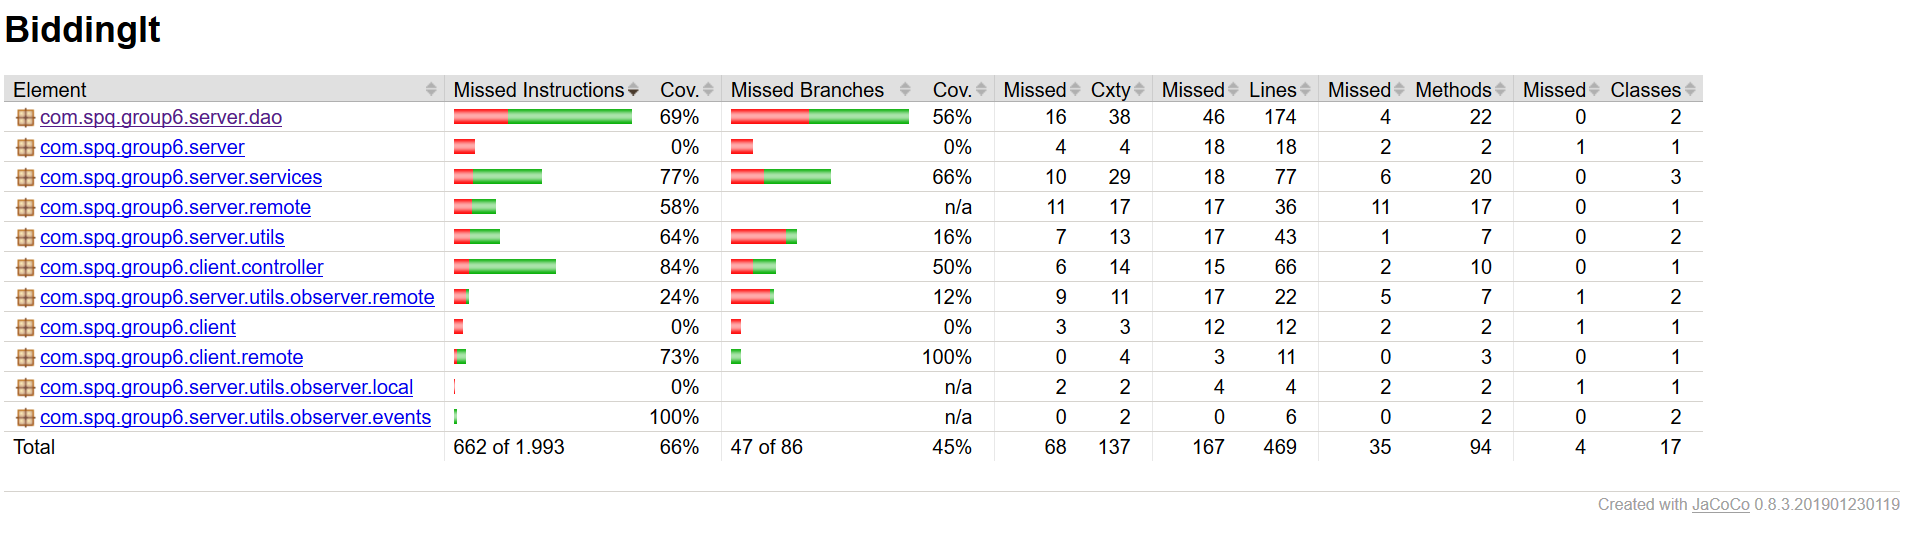 BiddingIt
Element Missed Instructions Cov. Missed Branches Cov. Missed Cxty Missed Lines Missed Methods Missed Classes
com.spq.group6.server.dao 69% 56% 16 38 46 174 4 22 0 2
com.spq.group6.server 0% 0% 4 4 18 18 2 2 1 1
com.spq.group6.server.services 77% 66% 10 29 18 77 6 20 0 3
com.spq.group6.server.remote 58% n/a 11 17 17 36 11 17 0 1
com.spq.group6.server.utils 64% 16% 7 13 17 43 1 7 0 2
com.spq.group6.client.controller 84% 50% 6 14 15 66 2 10 0 1
com.spq.group6.server.utils.observer.remote 24% 12% 9 11 17 22 5 7 1 2
com.spq.group6.client 0% 0% 3 3 12 12 2 2 1 1
com.spq.group6.client.remote 73% 100% 0 4 3 11 0 3 0 1
com.spq.group6.server.utils.observer.local 0% n/a 2 2 4 4 2 2 1 1
com.spq.group6.server.utils.observer.events 100% n/a 0 2 0 6 0 2 0 2
Total 662 of 1.993 66% 47 of 86 45% 68 137 167 469 35 94 4 17
Created with JaCoCo 0.8.3.201901230119